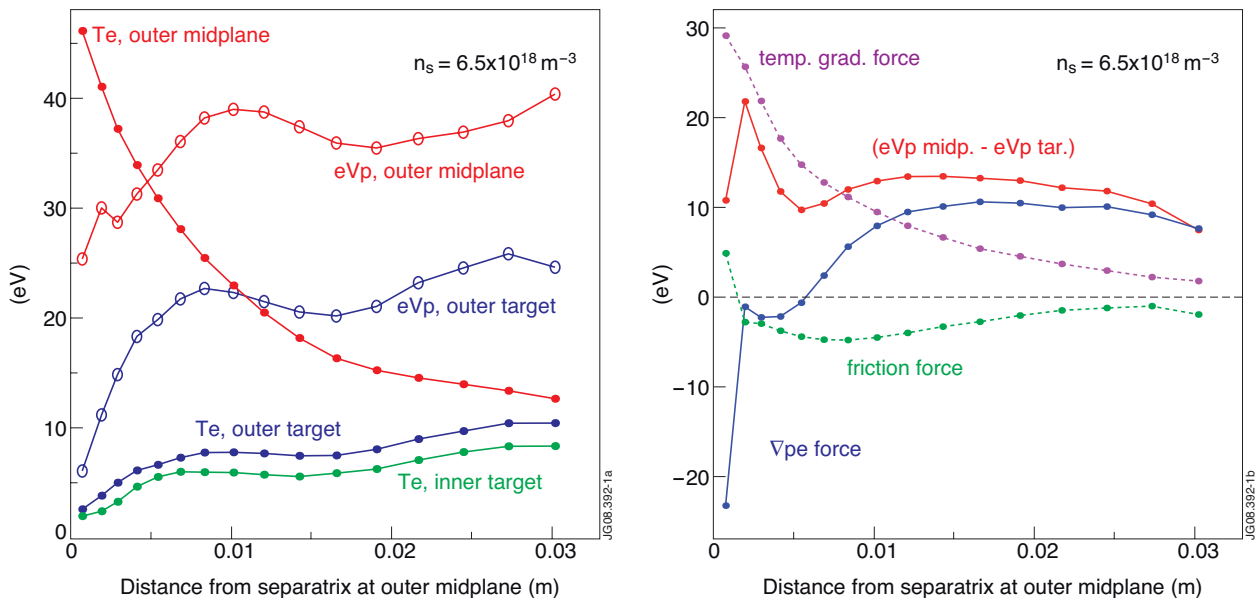 Te, outer midplane
nₛ = 6.5x10¹⁸ m⁻³
eVp, outer midplane
eVp, outer target
Te, outer target
Te, inner target
(eV)
40
30
20
10
0
0
0.01
0.02
0.03
Distance from separatrix at outer midplane (m)
JG08.392-1a
temp. grad. force
nₛ = 6.5x10¹⁸ m⁻³
(eVp midp. - eVp tar.)
friction force
∇pe force
(eV)
30
20
10
0
−10
−20
0
0.01
0.02
0.03
Distance from separatrix at outer midplane (m)
JG08.392-1b